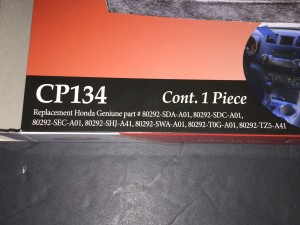 CP134
Cont. 1 Piece
Replacement Honda Geniune part # 80292-SDA-A01, 80292-SDC-A01,
80292-SEC-A01, 80292-SHJ-A41, 80292-SWA-A01, 80292-T0G-A01, 80292-TZ5-A41